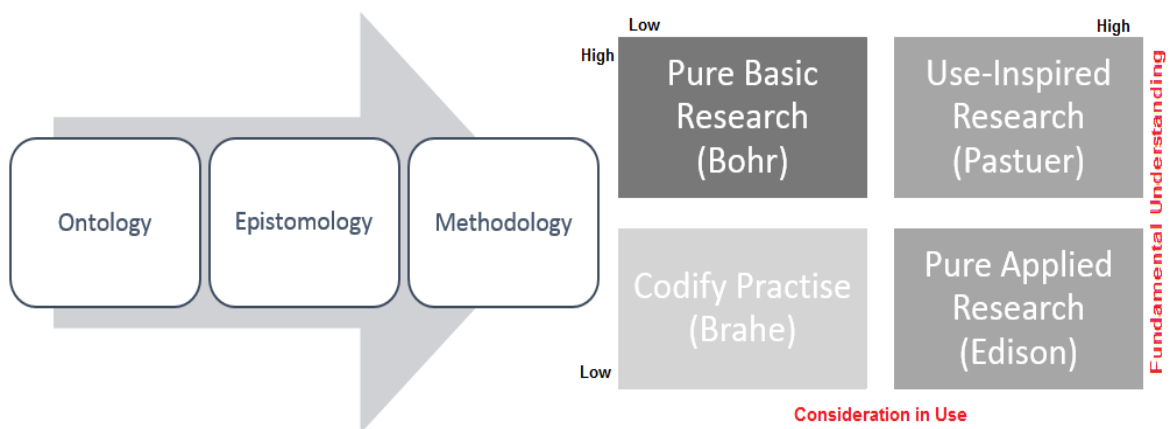 Ontology
Epistomology
Methodology
Low
High
High
Pure Basic
Research
(Bohr)
Use-Inspired
Research
(Pastuer)
Codify Practise
(Brahe)
Pure Applied
Research
(Edison)
Low
Consideration in Use
Fundamental Understanding